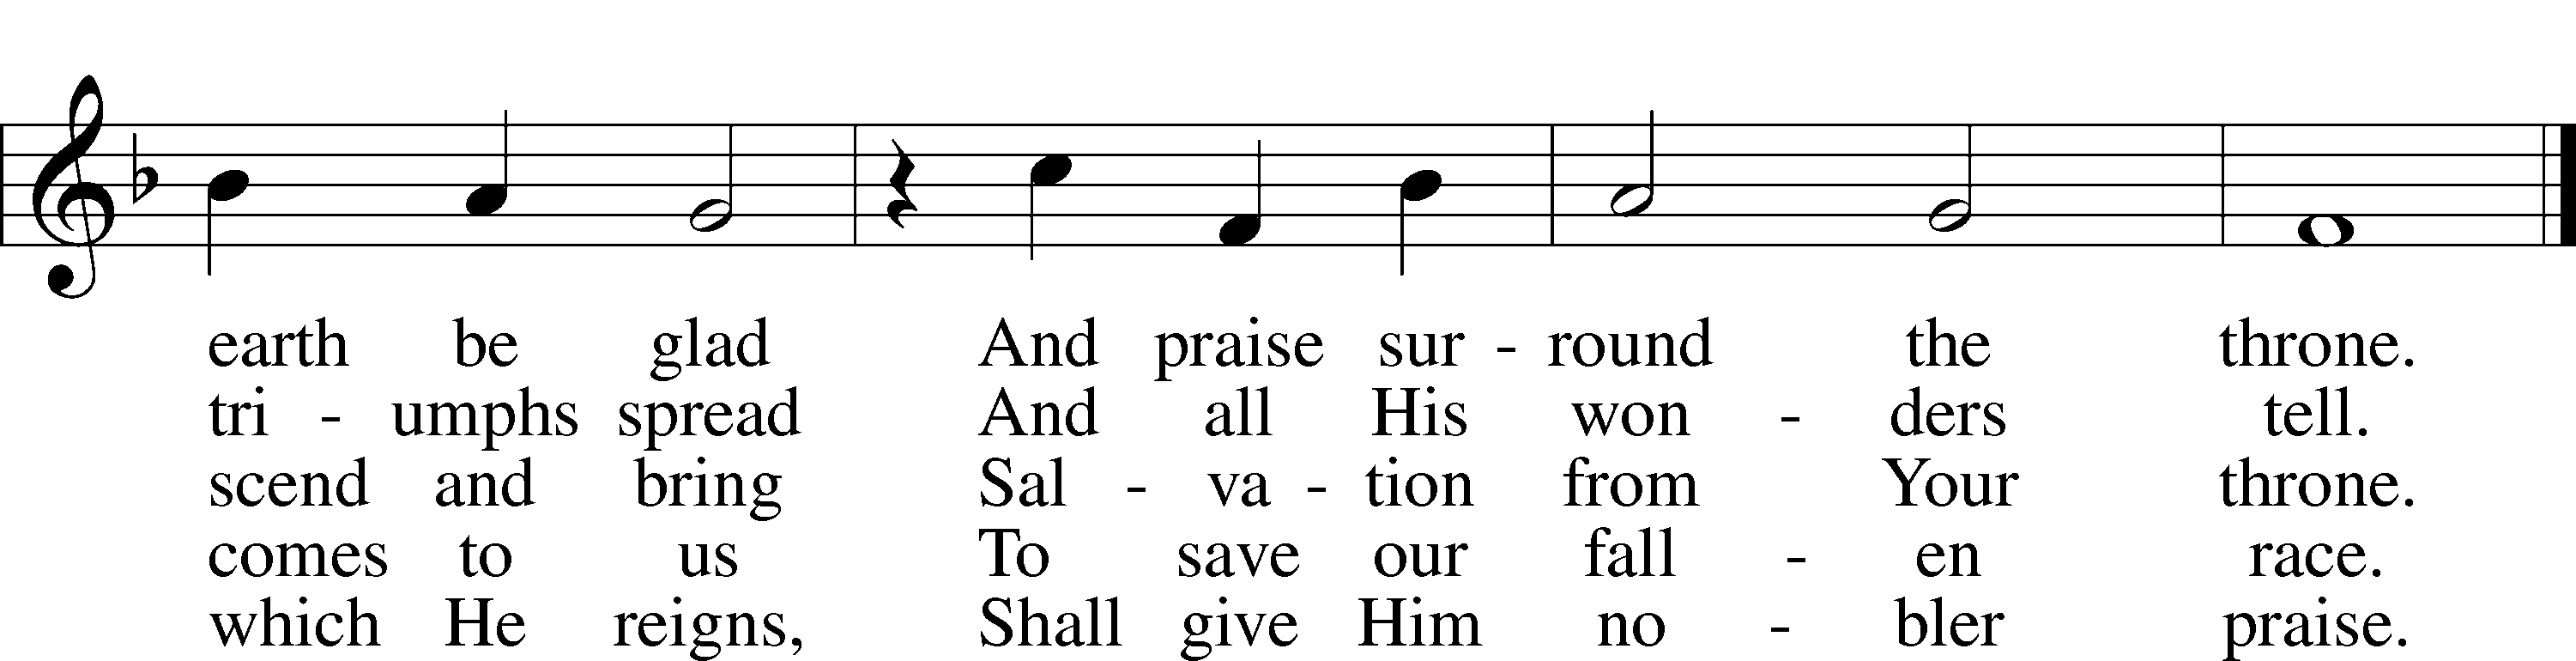 earth be glad And praise sur - round the throne.
tri - umphs spread And all His won - ders tell.
scend and bring Sal - va - tion from Your throne.
comes to us To save our fall - en race.
which He reigns, Shall give Him no - bler praise.